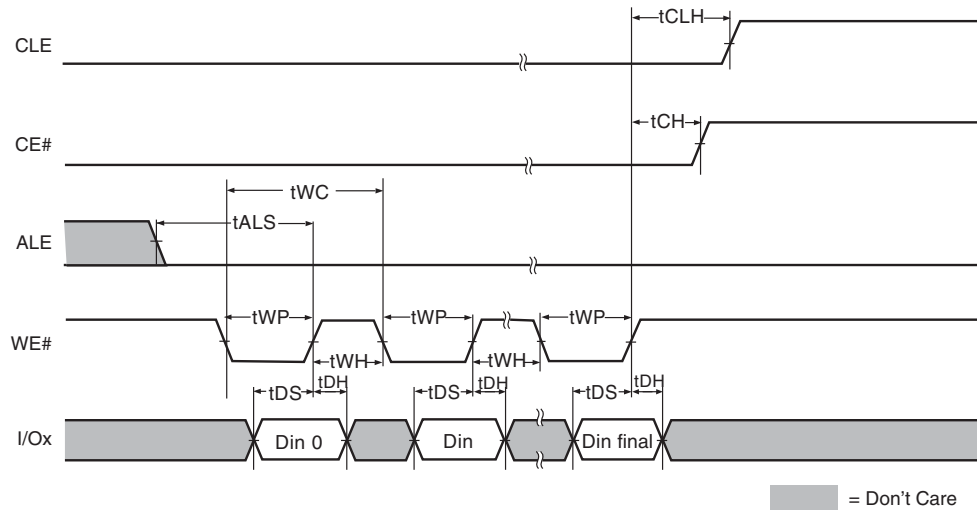 tCLH
CLE
tCH
CE#
tWC
tALS
ALE
tWP tWP tWP
WE#
tWH tWH
tDS tDH tDS tDH tDS tDH
I/Ox Din 0 Din Din final
= Don't Care